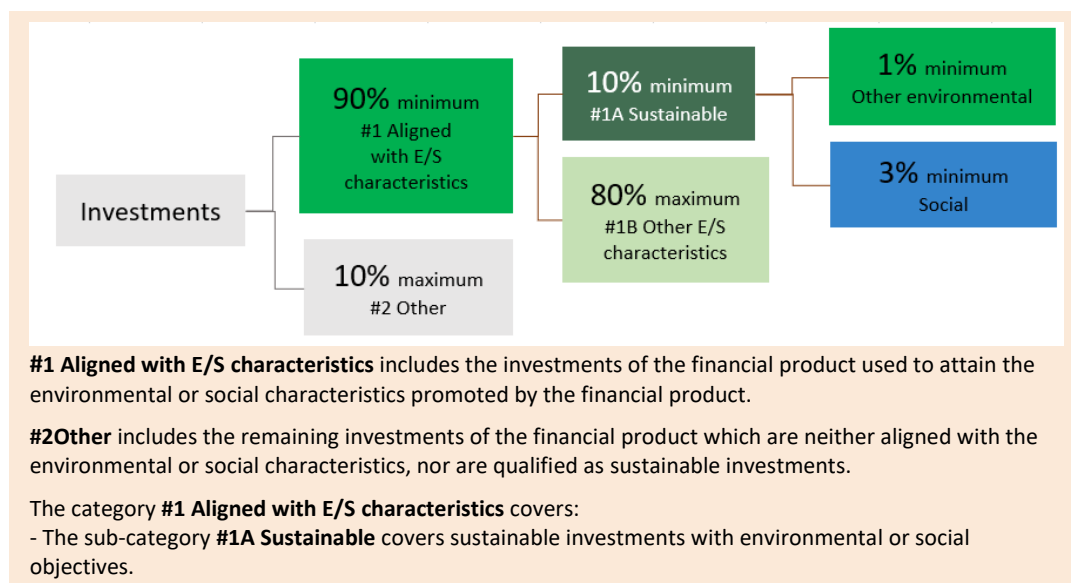 Investments
90% minimum
#1 Aligned
with E/S
characteristics
10% maximum
#2 Other
10% minimum
#1A Sustainable
80% maximum
#1B Other E/S
characteristics
1% minimum
Other environmental
3% minimum
Social
#1 Aligned with E/S characteristics includes the investments of the financial product used to attain the
environmental or social characteristics promoted by the financial product.
#2Other includes the remaining investments of the financial product which are neither aligned with the
environmental or social characteristics, nor are qualified as sustainable investments.
The category #1 Aligned with E/S characteristics covers:
- The sub-category #1A Sustainable covers sustainable investments with environmental or social
objectives.